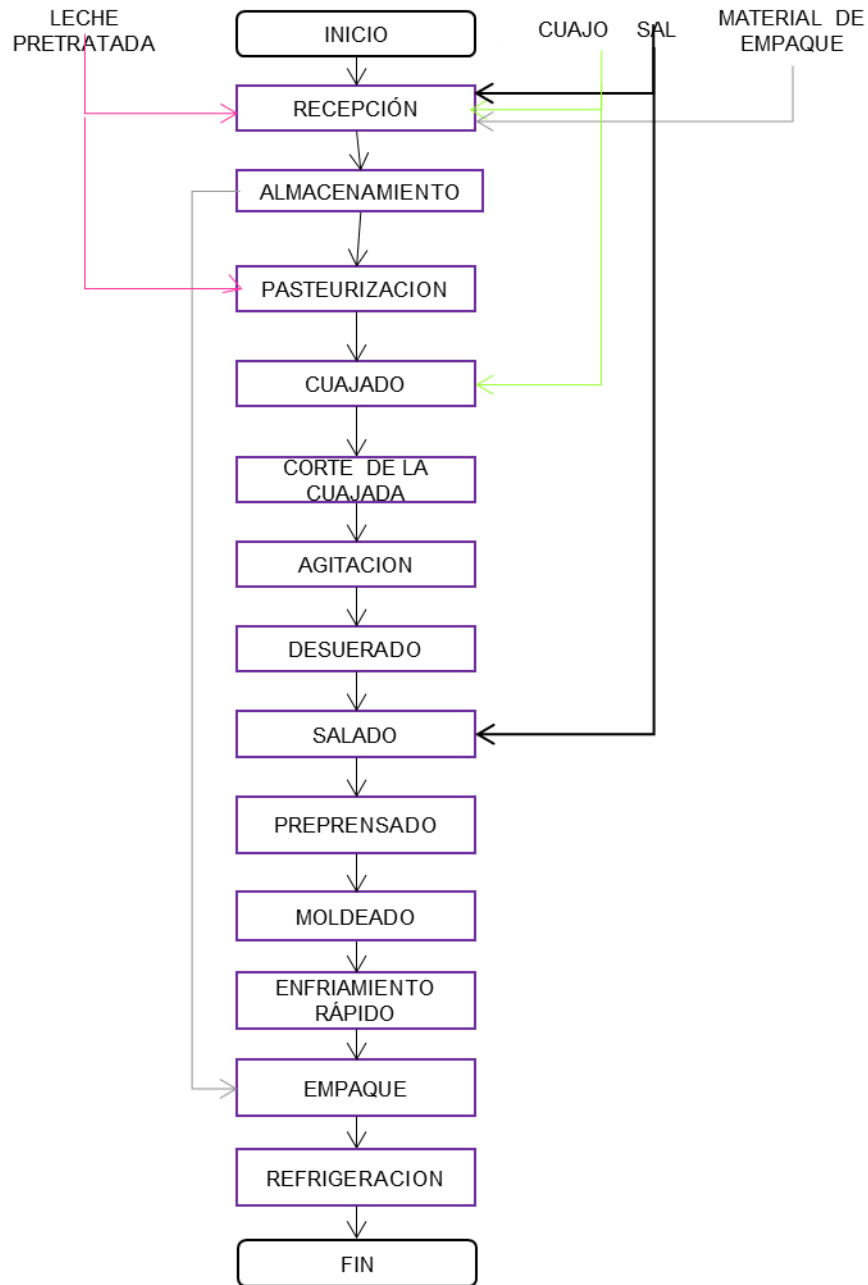 LECHE
PRETRATADA
INICIO
CUAJO
SAL
MATERIAL DE
EMPAQUE
RECEPCIÓN
ALMACENAMIENTO
PASTEURIZACION
CUAJADO
CORTE DE LA
CUAJADA
AGITACION
DESUERADO
SALADO
PREPRENSADO
MOLDEADO
ENFRIAMIENTO
RÁPIDO
EMPAQUE
REFRIGERACION
FIN